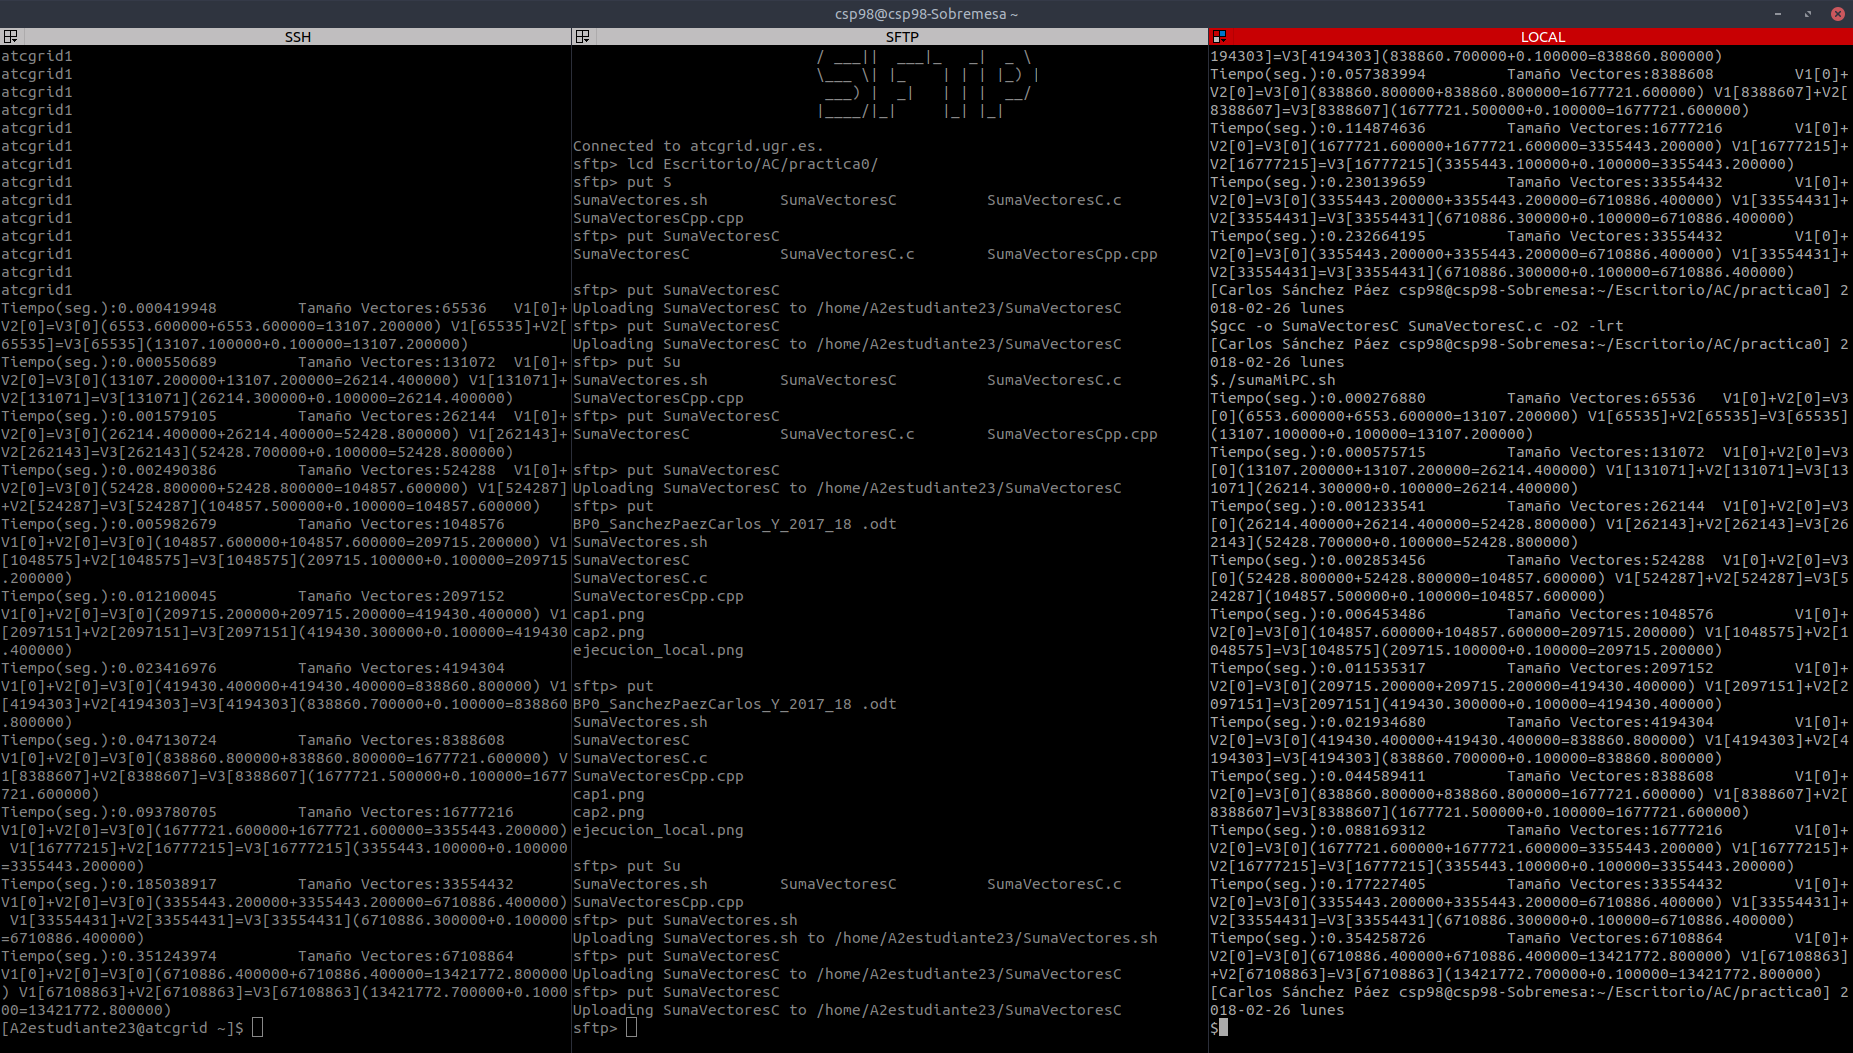 csp98@csp98-Sobremesa ~
SSH
atcgrid1
atcgrid1
atcgrid1
atcgrid1
atcgrid1
atcgrid1
atcgrid1
atcgrid1
atcgrid1
atcgrid1
atcgrid1
atcgrid1
atcgrid1
atcgrid1
Tiempo(seg.):0.000419948         Tamaño Vectores:65536   V1[0]+
V2[0]=V3[0](6553.600000+6553.600000=13107.200000) V1[65535]+V2[
65535]=V3[65535](13107.100000+0.100000=13107.200000)
Tiempo(seg.):0.000550689         Tamaño Vectores:131072  V1[0]+
V2[0]=V3[0](13107.200000+13107.200000=26214.400000) V1[131071]+
V2[131071]=V3[131071](26214.300000+0.100000=26214.400000)
Tiempo(seg.):0.001579105         Tamaño Vectores:262144  V1[0]+
V2[0]=V3[0](26214.400000+26214.400000=52428.800000) V1[262143]+
V2[262143]=V3[262143](52428.700000+0.100000=52428.800000)
Tiempo(seg.):0.002490386         Tamaño Vectores:524288  V1[0]+
V2[0]=V3[0](52428.800000+52428.800000=104857.600000) V1[524287]
+V2[524287]=V3[524287](104857.500000+0.100000=104857.600000)
Tiempo(seg.):0.005982679         Tamaño Vectores:1048576
V1[0]+V2[0]=V3[0](104857.600000+104857.600000=209715.200000) V1
[1048575]+V2[1048575]=V3[1048575](209715.100000+0.100000=209715
.200000)
Tiempo(seg.):0.012100045         Tamaño Vectores:2097152
V1[0]+V2[0]=V3[0](209715.200000+209715.200000=419430.400000) V1
[2097151]+V2[2097151]=V3[2097151](419430.300000+0.100000=419430
.400000)
Tiempo(seg.):0.023416976         Tamaño Vectores:4194304
V1[0]+V2[0]=V3[0](419430.400000+419430.400000=838860.800000) V1
[4194303]+V2[4194303]=V3[4194303](838860.700000+0.100000=838860
.800000)
Tiempo(seg.):0.047130724         Tamaño Vectores:8388608
V1[0]+V2[0]=V3[0](838860.800000+838860.800000=1677721.600000) V
1[8388607]+V2[8388607]=V3[8388607](1677721.500000+0.100000=1677
721.600000)
Tiempo(seg.):0.093780705         Tamaño Vectores:16777216
V1[0]+V2[0]=V3[0](1677721.600000+1677721.600000=3355443.200000)
V1[16777215]+V2[16777215]=V3[16777215](3355443.100000+0.100000
=3355443.200000)
Tiempo(seg.):0.185038917         Tamaño Vectores:33554432
V1[0]+V2[0]=V3[0](3355443.200000+3355443.200000=6710886.400000)
V1[33554431]+V2[33554431]=V3[33554431](6710886.300000+0.100000
=6710886.400000)
Tiempo(seg.):0.351243974         Tamaño Vectores:67108864
V1[0]+V2[0]=V3[0](6710886.400000+6710886.400000=13421772.800000
) V1[67108863]+V2[67108863]=V3[67108863](13421772.700000+0.1000
00=13421772.800000)
[A2estudiante23@atcgrid ~]$
SFTP
SFTP
Connected to atcgrid.ugr.es.
sftp> lcd Escritorio/AC/practica0/
sftp> put S
SumaVectores.sh        SumaVectoresC          SumaVectoresC.c
SumaVectoresCpp.cpp
sftp> put SumaVectoresC
SumaVectoresC          SumaVectoresC.c        SumaVectoresCpp.cpp
sftp> put SumaVectoresC
Uploading SumaVectoresC to /home/A2estudiante23/SumaVectoresC
sftp> put SumaVectoresC
Uploading SumaVectoresC to /home/A2estudiante23/SumaVectoresC
sftp> put Su
SumaVectores.sh        SumaVectoresC          SumaVectoresC.c
SumaVectoresCpp.cpp
sftp> put SumaVectoresC
SumaVectoresC          SumaVectoresC.c        SumaVectoresCpp.cpp
sftp> put SumaVectoresC
Uploading SumaVectoresC to /home/A2estudiante23/SumaVectoresC
sftp> put
BP0_SanchezPaezCarlos_Y_2017_18 .odt
SumaVectores.sh
SumaVectoresC
SumaVectoresC.c
SumaVectoresCpp.cpp
cap1.png
cap2.png
ejecucion_local.png
sftp> put
BP0_SanchezPaezCarlos_Y_2017_18 .odt
SumaVectores.sh
SumaVectoresC
SumaVectoresC.c
SumaVectoresCpp.cpp
cap1.png
cap2.png
ejecucion_local.png
sftp> put Su
SumaVectores.sh        SumaVectoresC          SumaVectoresC.c
SumaVectoresCpp.cpp
sftp> put SumaVectores.sh
Uploading SumaVectores.sh to /home/A2estudiante23/SumaVectores.sh
sftp> put SumaVectoresC
Uploading SumaVectoresC to /home/A2estudiante23/SumaVectoresC
sftp> put SumaVectoresC
Uploading SumaVectoresC to /home/A2estudiante23/SumaVectoresC
sftp>
LOCAL
194303]=V3[4194303](838860.700000+0.100000=838860.800000)
Tiempo(seg.):0.057383994         Tamaño Vectores:8388608         V1[0]+
V2[0]=V3[0](838860.800000+838860.800000=1677721.600000) V1[8388607]+V2[
8388607]=V3[8388607](1677721.500000+0.100000=1677721.600000)
Tiempo(seg.):0.114874636         Tamaño Vectores:16777216        V1[0]+
V2[0]=V3[0](1677721.600000+1677721.600000=3355443.200000) V1[16777215]+
V2[16777215]=V3[16777215](3355443.100000+0.100000=3355443.200000)
Tiempo(seg.):0.230139659         Tamaño Vectores:33554432        V1[0]+
V2[0]=V3[0](3355443.200000+3355443.200000=6710886.400000) V1[33554431]+
V2[33554431]=V3[33554431](6710886.300000+0.100000=6710886.400000)
Tiempo(seg.):0.232664195         Tamaño Vectores:33554432        V1[0]+
V2[0]=V3[0](3355443.200000+3355443.200000=6710886.400000) V1[33554431]+
V2[33554431]=V3[33554431](6710886.300000+0.100000=6710886.400000)
[Carlos Sánchez Páez csp98@csp98-Sobremesa:~/Escritorio/AC/practica0] 2
018-02-26 lunes
$gcc -o SumaVectoresC SumaVectoresC.c -O2 -lrt
[Carlos Sánchez Páez csp98@csp98-Sobremesa:~/Escritorio/AC/practica0] 2
018-02-26 lunes
$./sumaMiPC.sh
Tiempo(seg.):0.000276880         Tamaño Vectores:65536   V1[0]+V2[0]=V3
[0](6553.600000+6553.600000=13107.200000) V1[65535]+V2[65535]=V3[65535]
(13107.100000+0.100000=13107.200000)
Tiempo(seg.):0.000575715         Tamaño Vectores:131072  V1[0]+V2[0]=V3
[0](13107.200000+13107.200000=26214.400000) V1[131071]+V2[131071]=V3[13
1071](26214.300000+0.100000=26214.400000)
Tiempo(seg.):0.001233541         Tamaño Vectores:262144  V1[0]+V2[0]=V3
[0](26214.400000+26214.400000=52428.800000) V1[262143]+V2[262143]=V3[26
2143](52428.700000+0.100000=52428.800000)
Tiempo(seg.):0.002853456         Tamaño Vectores:524288  V1[0]+V2[0]=V3
[0](52428.800000+52428.800000=104857.600000) V1[524287]+V2[524287]=V3[5
24287](104857.500000+0.100000=104857.600000)
Tiempo(seg.):0.006453486         Tamaño Vectores:1048576         V1[0]+
V2[0]=V3[0](104857.600000+104857.600000=209715.200000) V1[1048575]+V2[1
048575]=V3[1048575](209715.100000+0.100000=209715.200000)
Tiempo(seg.):0.011535317         Tamaño Vectores:2097152         V1[0]+
V2[0]=V3[0](209715.200000+209715.200000=419430.400000) V1[2097151]+V2[2
097151]=V3[2097151](419430.300000+0.100000=419430.400000)
Tiempo(seg.):0.021934680         Tamaño Vectores:4194304         V1[0]+
V2[0]=V3[0](419430.400000+419430.400000=838860.800000) V1[4194303]+V2[4
194303]=V3[4194303](838860.700000+0.100000=838860.800000)
Tiempo(seg.):0.044589411         Tamaño Vectores:8388608         V1[0]+
V2[0]=V3[0](838860.800000+838860.800000=1677721.600000) V1[8388607]+V2[
8388607]=V3[8388607](1677721.500000+0.100000=1677721.600000)
Tiempo(seg.):0.088169312         Tamaño Vectores:16777216        V1[0]+
V2[0]=V3[0](1677721.600000+1677721.600000=3355443.200000) V1[16777215]+
V2[16777215]=V3[16777215](3355443.100000+0.100000=3355443.200000)
Tiempo(seg.):0.177227405         Tamaño Vectores:33554432        V1[0]+
V2[0]=V3[0](3355443.200000+3355443.200000=6710886.400000) V1[33554431]+
V2[33554431]=V3[33554431](6710886.300000+0.100000=6710886.400000)
Tiempo(seg.):0.354258726         Tamaño Vectores:67108864        V1[0]+
V2[0]=V3[0](6710886.400000+6710886.400000=13421772.800000) V1[67108863]
+V2[67108863]=V3[67108863](13421772.700000+0.100000=13421772.800000)
[Carlos Sánchez Páez csp98@csp98-Sobremesa:~/Escritorio/AC/practica0] 2
018-02-26 lunes
$